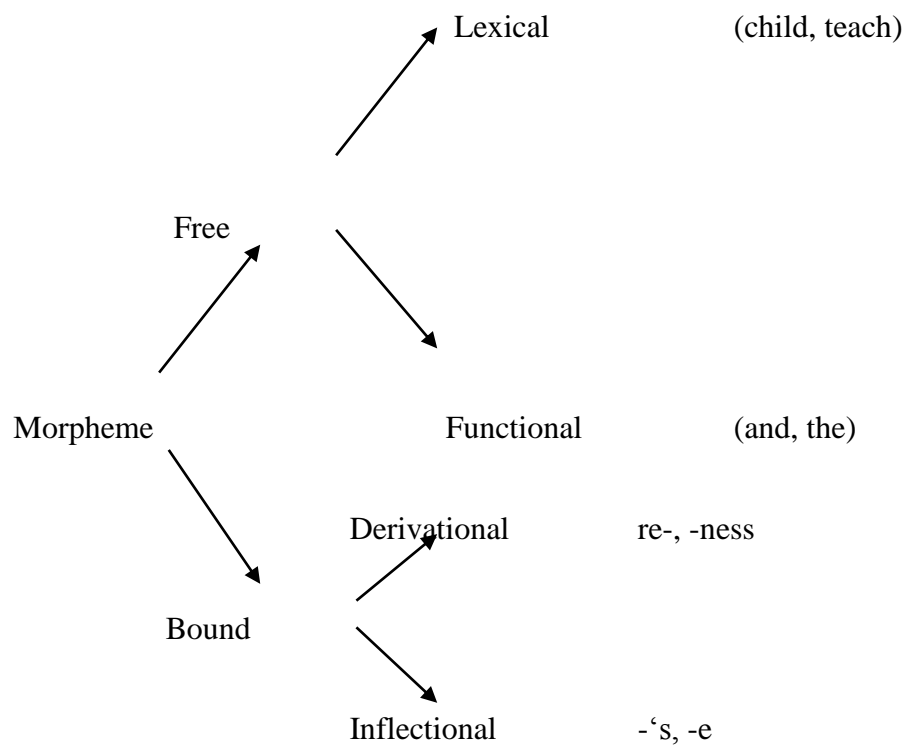 Lexical (child, teach)
Free
Morpheme Functional (and, the)
Derivational re-, -ness
Bound
Inflectional -‘s, -e